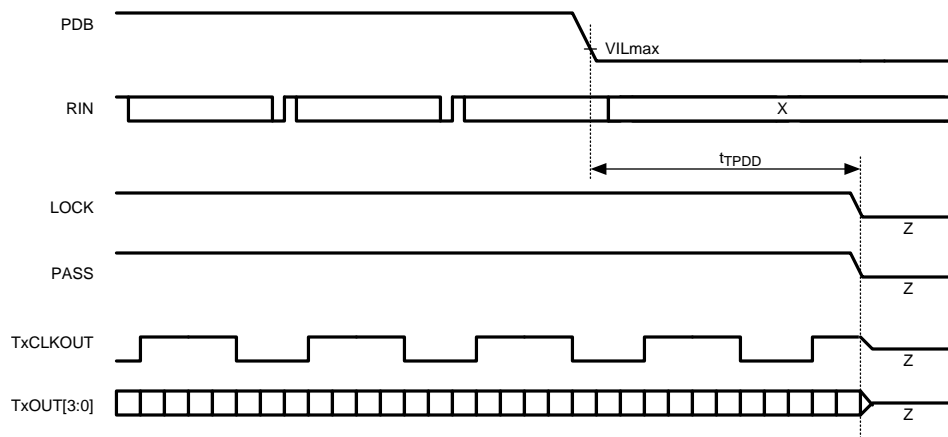 PDB
VILmax
RIN
X
tTPDD
LOCK
Z
PASS
Z
TxCLKOUT
Z
TxOUT[3:0]
Z